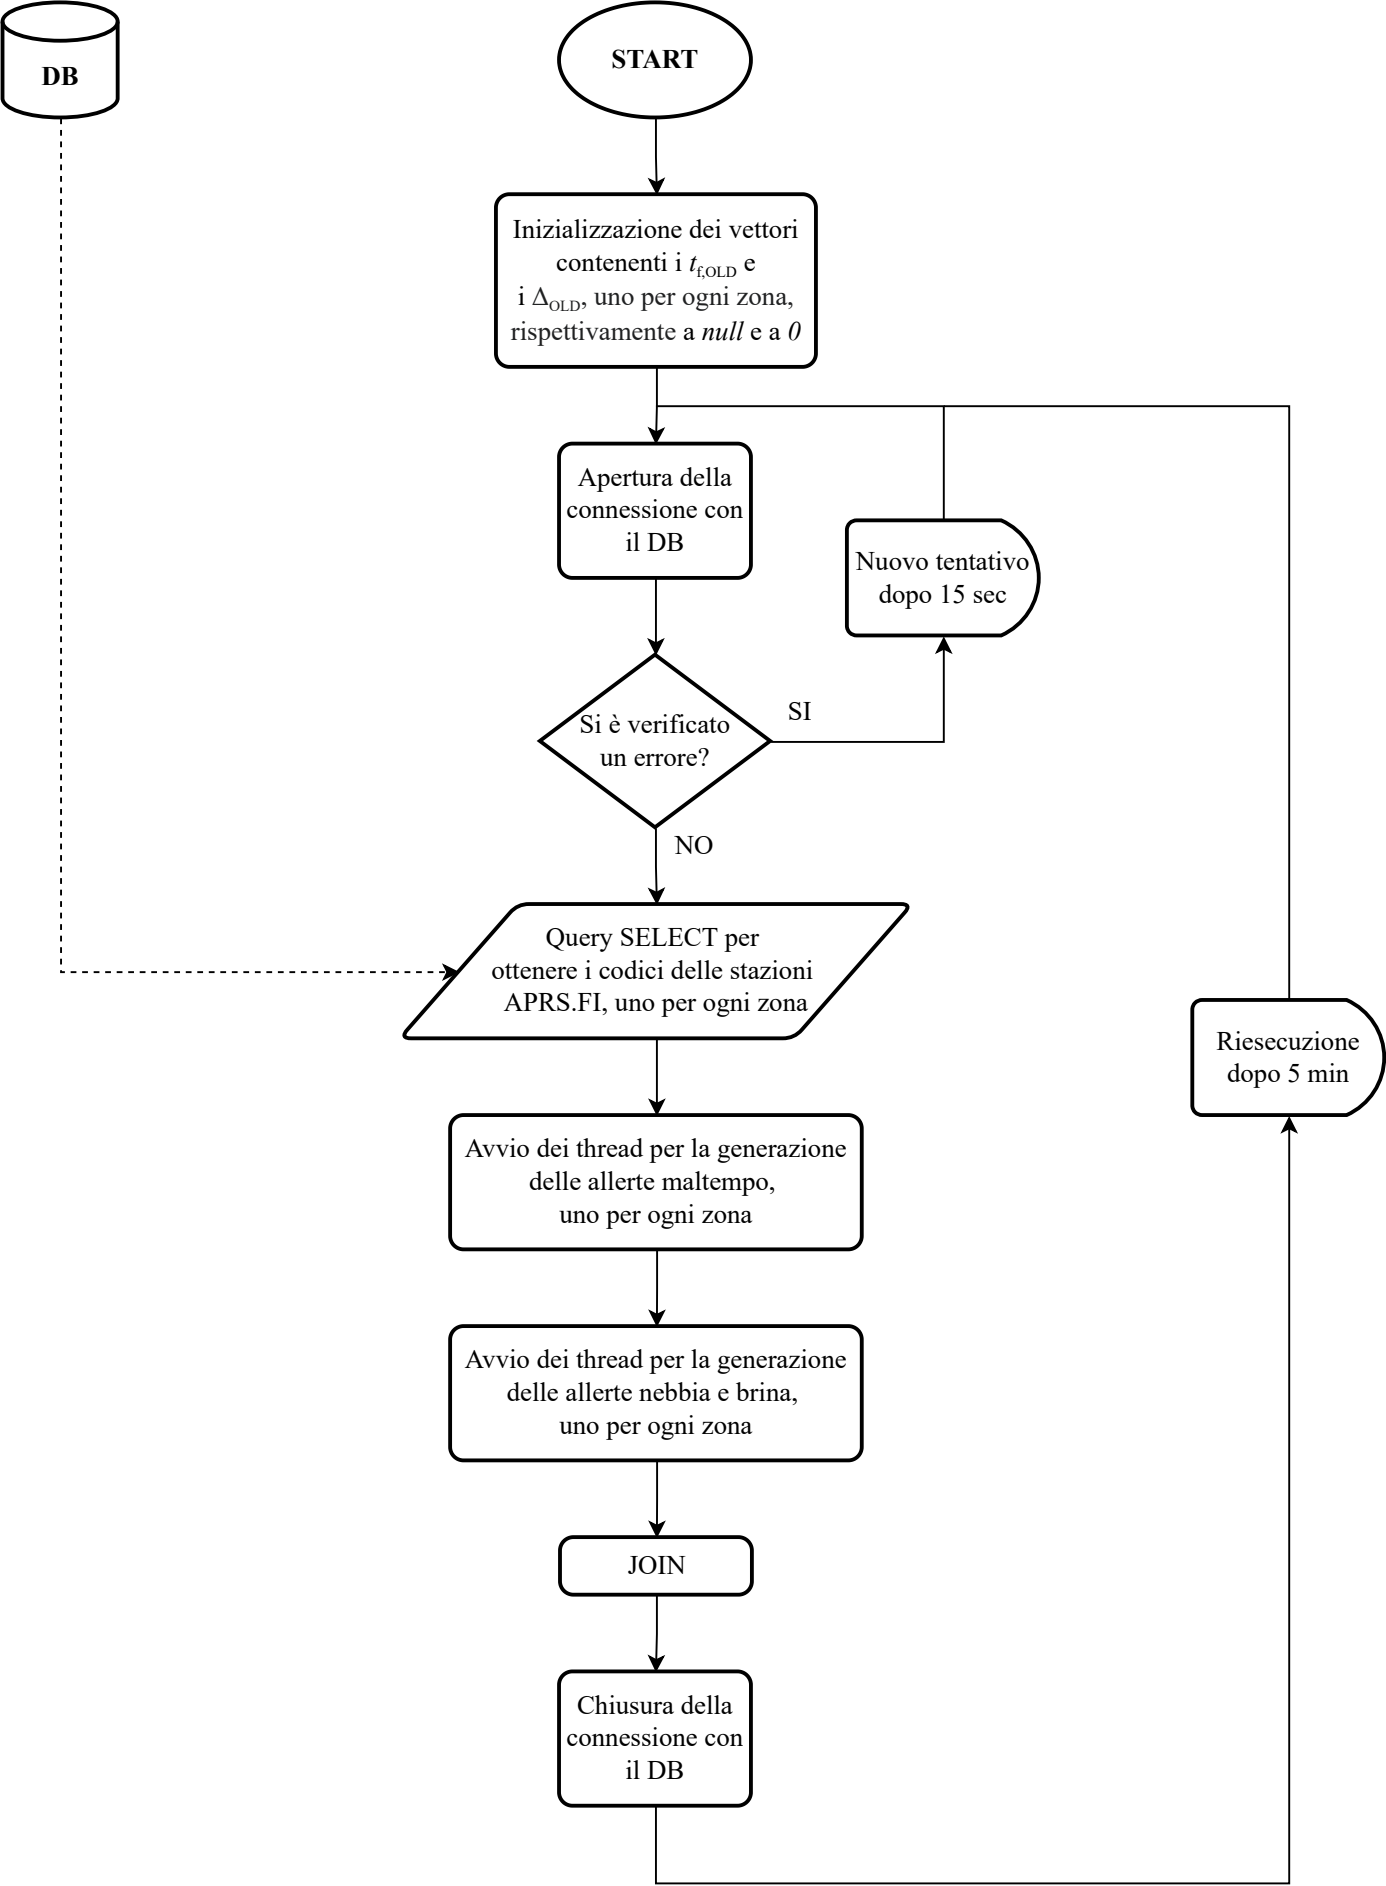 DB
START
Inizializzazione dei vettori
contenenti i t f,OLD e
i Δ OLD, uno per ogni zona,
rispettivamente a null e a 0
Apertura della
connessione con
il DB
Nuovo tentativo
dopo 15 sec
Si è verificato
un errore?
SI
NO
Query SELECT per
ottenere i codici delle stazioni
APRS.FI, uno per ogni zona
Riesecuzione
dopo 5 min
Avvio dei thread per la generazione
delle allerte maltempo,
uno per ogni zona
Avvio dei thread per la generazione
delle allerte nebbia e brina,
uno per ogni zona
JOIN
Chiusura della
connessione con
il DB